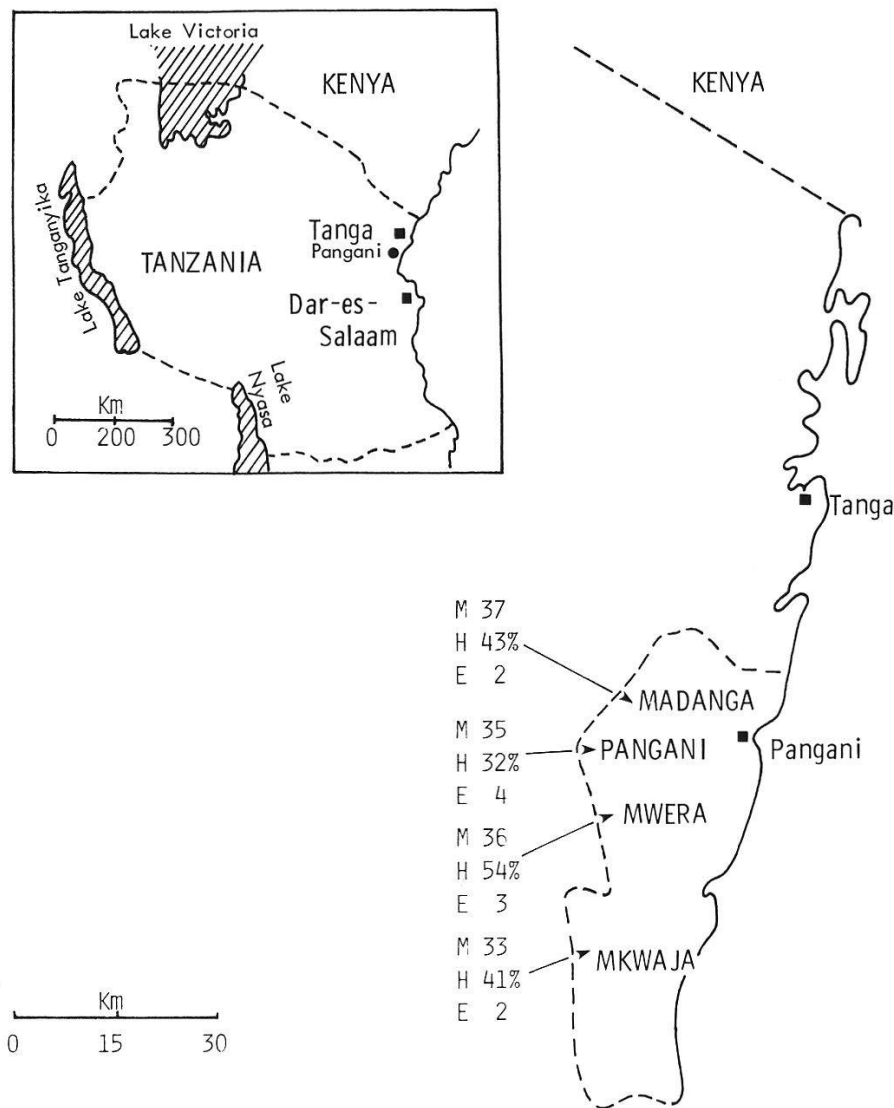 Lake Victoria
KENYA
Tanga
Pangani
TANZANIA
Dar-es-
Salaam
Lake Tanganyika
Lake
Nyasa
Km
0 200 300
KENYA
Tanga
M 37
H 43%
E 2
MADANGA
M 35
H 32%
E 4
PANGANI
Pangani
M 36
H 54%
E 3
MWERA
M 33
H 41%
E 2
MKWAJA
Km
0 15 30